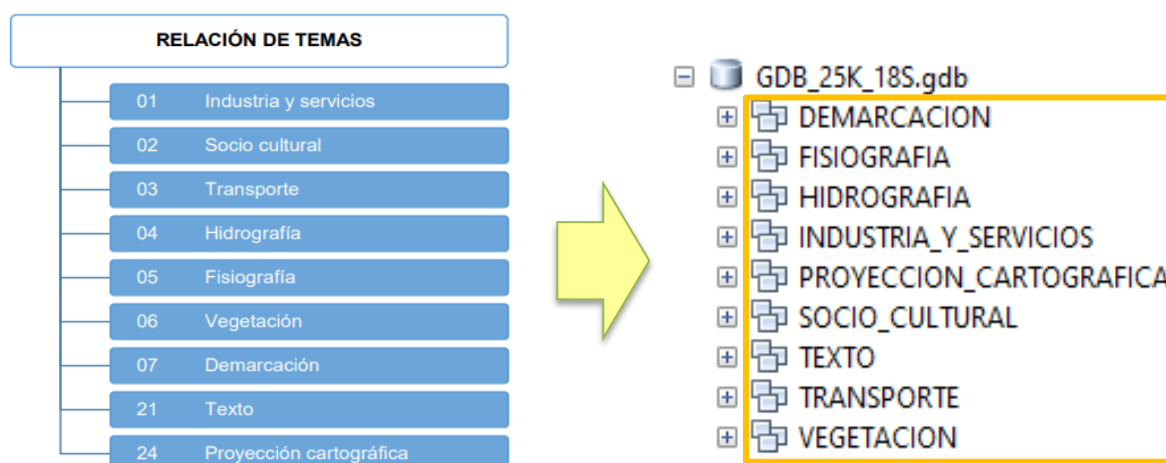 RELACIÓN DE TEMAS
01 Industria y servicios
02 Socio cultural
03 Transporte
04 Hidrografía
05 Fisiografía
06 Vegetación
07 Demarcación
21 Texto
24 Proyección cartográfica
GDB_25K_18S.gdb
DEMARCACION
FISIOGRAFIA
HIDROGRAFIA
INDUSTRIA_Y_SERVICIOS
PROYECCION_CARTOGRAFICA
SOCIO_CULTURAL
TEXTO
TRANSPORTE
VEGETACION